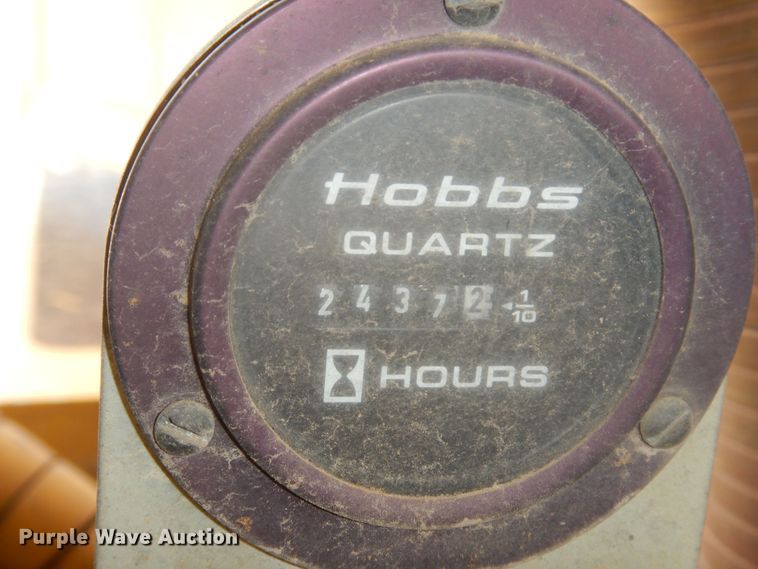 Hobbs
QUARTZ
2 4 3 7 2 ◂1/10
HOURS
Purple Wave Auction